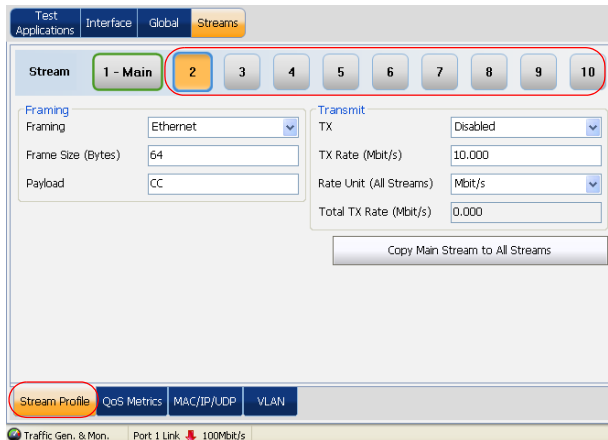 Test Applications Interface Global Streams
Stream 1 - Main 2 3 4 5 6 7 8 9 10
Framing
Framing Ethernet
Frame Size (Bytes) 64
Payload CC
Transmit
TX Disabled
TX Rate (Mbit/s) 10.000
Rate Unit (All Streams) Mbit/s
Total TX Rate (Mbit/s) 0.000
Copy Main Stream to All Streams
Stream Profile QoS Metrics MAC/IP/UDP VLAN
Traffic Gen. & Mon. Port 1 Link 100Mbit/s